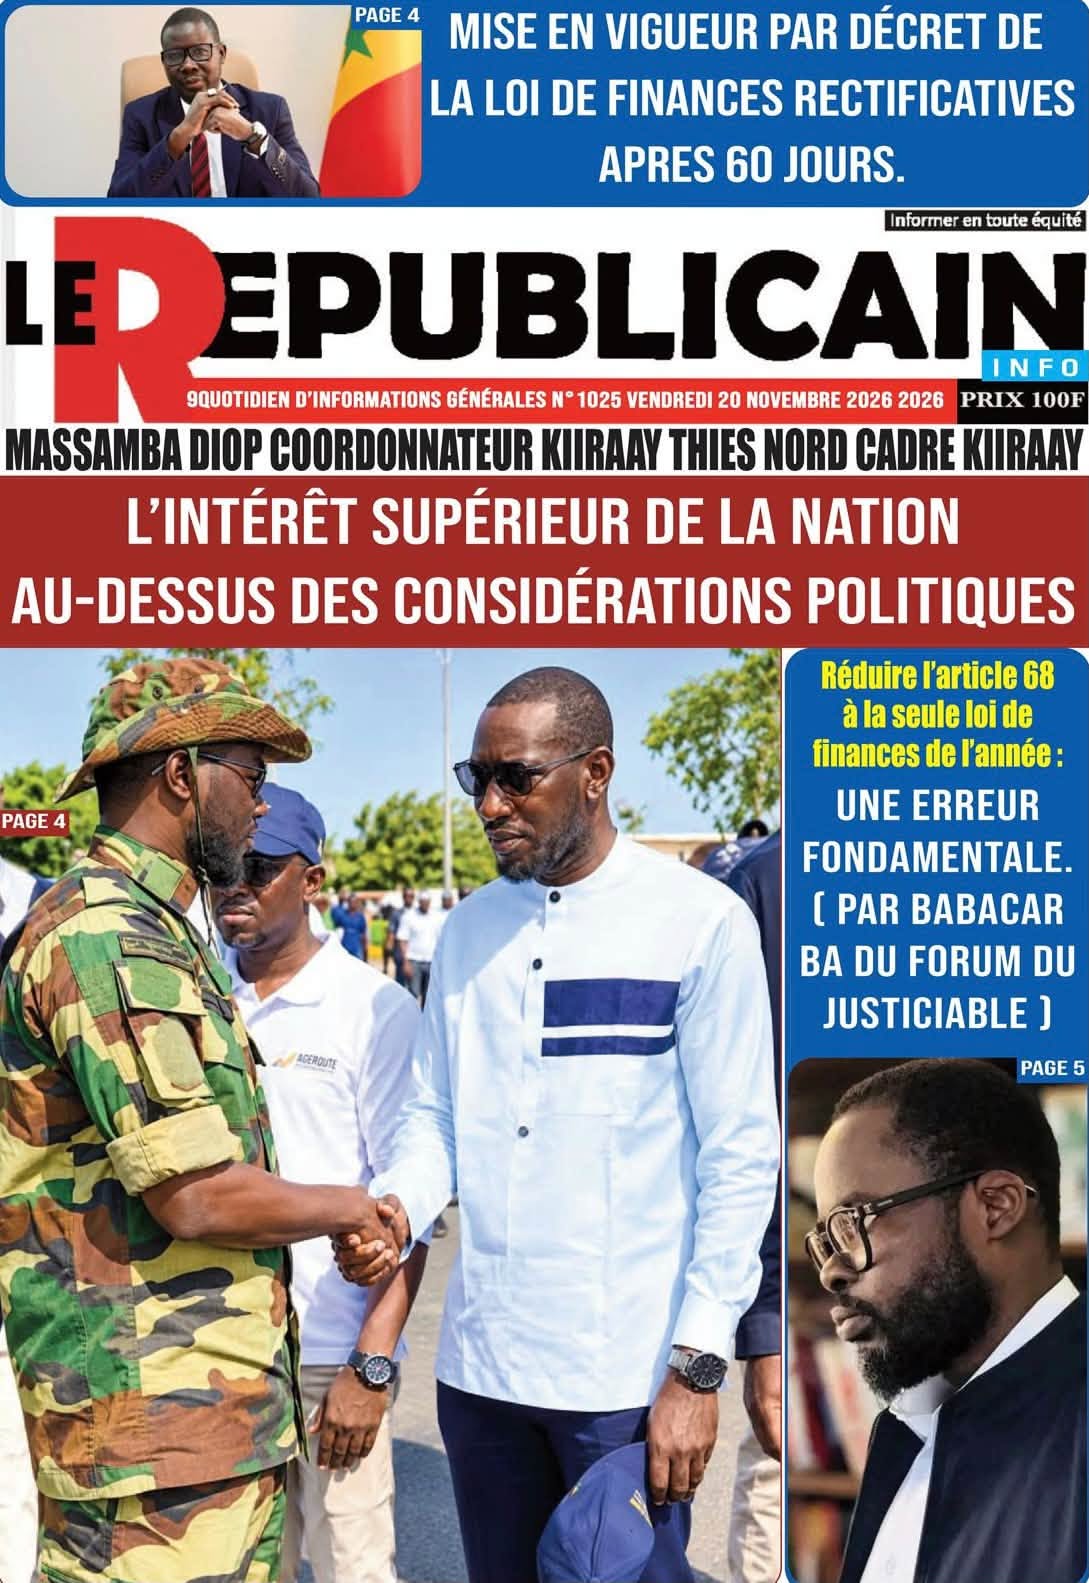 PAGE 4
MISE EN VIGUEUR PAR DÉCRET DE
LA LOI DE FINANCES RECTIFICATIVES
APRES 60 JOURS.
Informer en toute équité
LE REPUBLICAIN
INFO
9QUOTIDIEN D'INFORMATIONS GÉNÉRALES N° 1025 VENDREDI 20 NOVEMBRE 2026 2026
PRIX 100F
MASSAMBA DIOP COORDONNATEUR KIIRAAY THIES NORD CADRE KIIRAAY
L'INTÉRÊT SUPÉRIEUR DE LA NATION
AU-DESSUS DES CONSIDÉRATIONS POLITIQUES
PAGE 4
AGEROUTE
Réduire l'article 68
à la seule loi de
finances de l'année :
UNE ERREUR
FONDAMENTALE.
( PAR BABACAR
BA DU FORUM DU
JUSTICIABLE )
PAGE 5